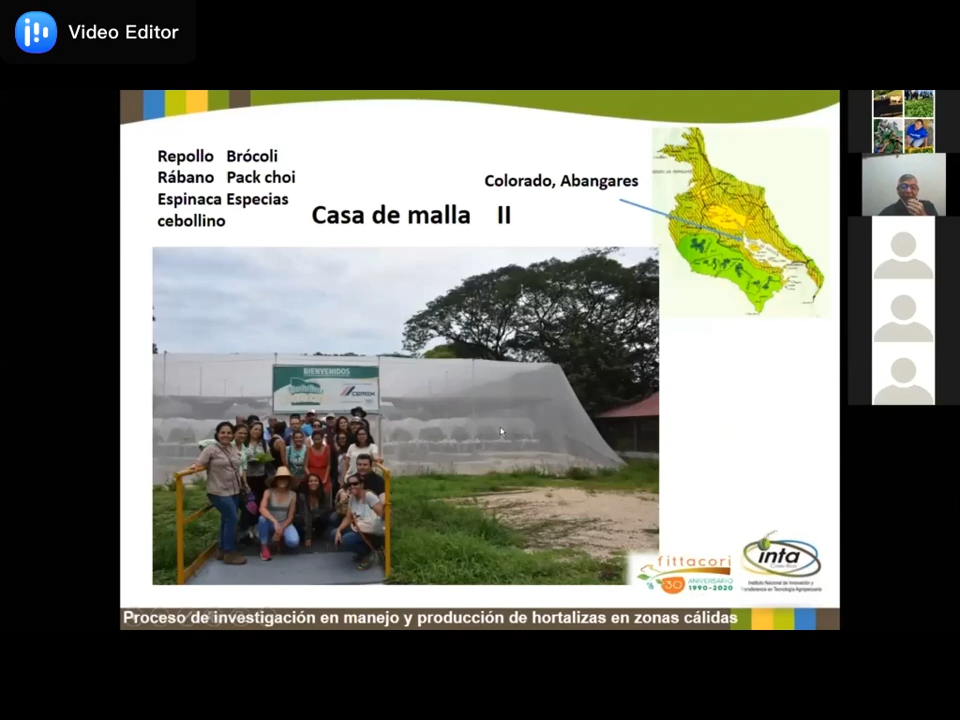 Video Editor
Repollo Brócoli
Rábano Pack choi
Espinaca Especias
cebollino
Casa de malla II
Colorado, Abangares
BIENVENIDOS
CEMEX
fittacori
30 ANIVERSARIO
1990-2020
inta
Costa Rica
Instituto Nacional de Innovación y
Transferencia en Tecnología Agropecuaria
Proceso de investigación en manejo y producción de hortalizas en zonas cálidas